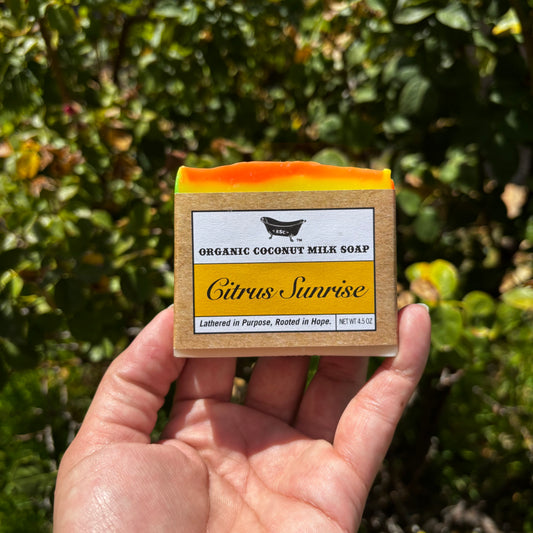 ORGANIC COCONUT MILK SOAP
Citrus Sunrise
Lathered in Purpose, Rooted in Hope. NET WT 4.5 OZ